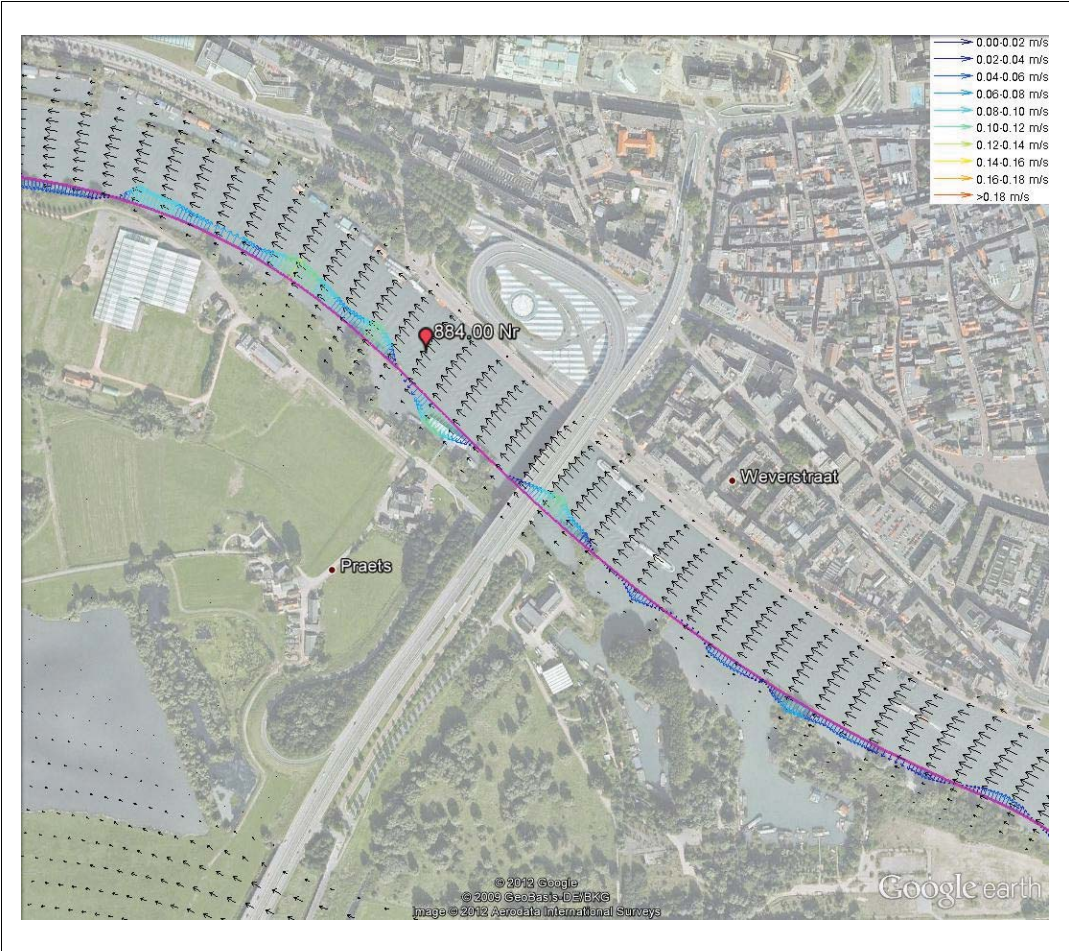 0.00-0.02 m/s
0.02-0.04 m/s
0.04-0.06 m/s
0.06-0.08 m/s
0.08-0.10 m/s
0.10-0.12 m/s
0.12-0.14 m/s
0.14-0.16 m/s
0.16-0.18 m/s
>0.18 m/s
884.00 Nr
Weverstraat
Praets
© 2012 Google
© 2009 GeoBasis-DE/BKG
Image © 2012 Aerodata International Surveys
Google earth